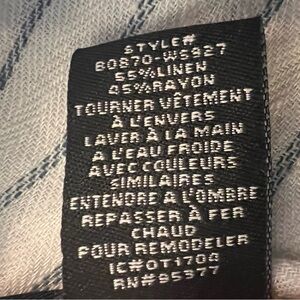 STYLE#
B0870-W5927
55%LINEN
45%RAYON
TOURNER VÊTEMENT
À L'ENVERS
LAVER À LA MAIN
A L'EAU FROIDE
AVEC COULEURS
SIMILAIRES
ENTENDRE A L'OMBRE
REPASSER À FER
CHAUD
POUR REMODELER
IC#OT1704
RN#95377